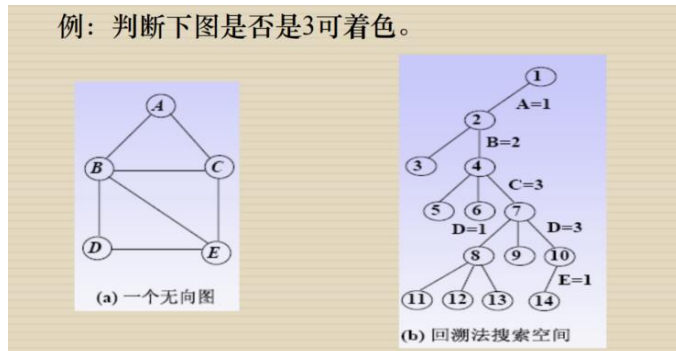 例：判断下图是否是3可着色。
A
B
C
D
E
(a) 一个无向图
1
A=1
2
B=2
3
4
C=3
5
6
7
D=1
D=3
8
9
10
E=1
11
12
13
14
(b) 回溯法搜索空间